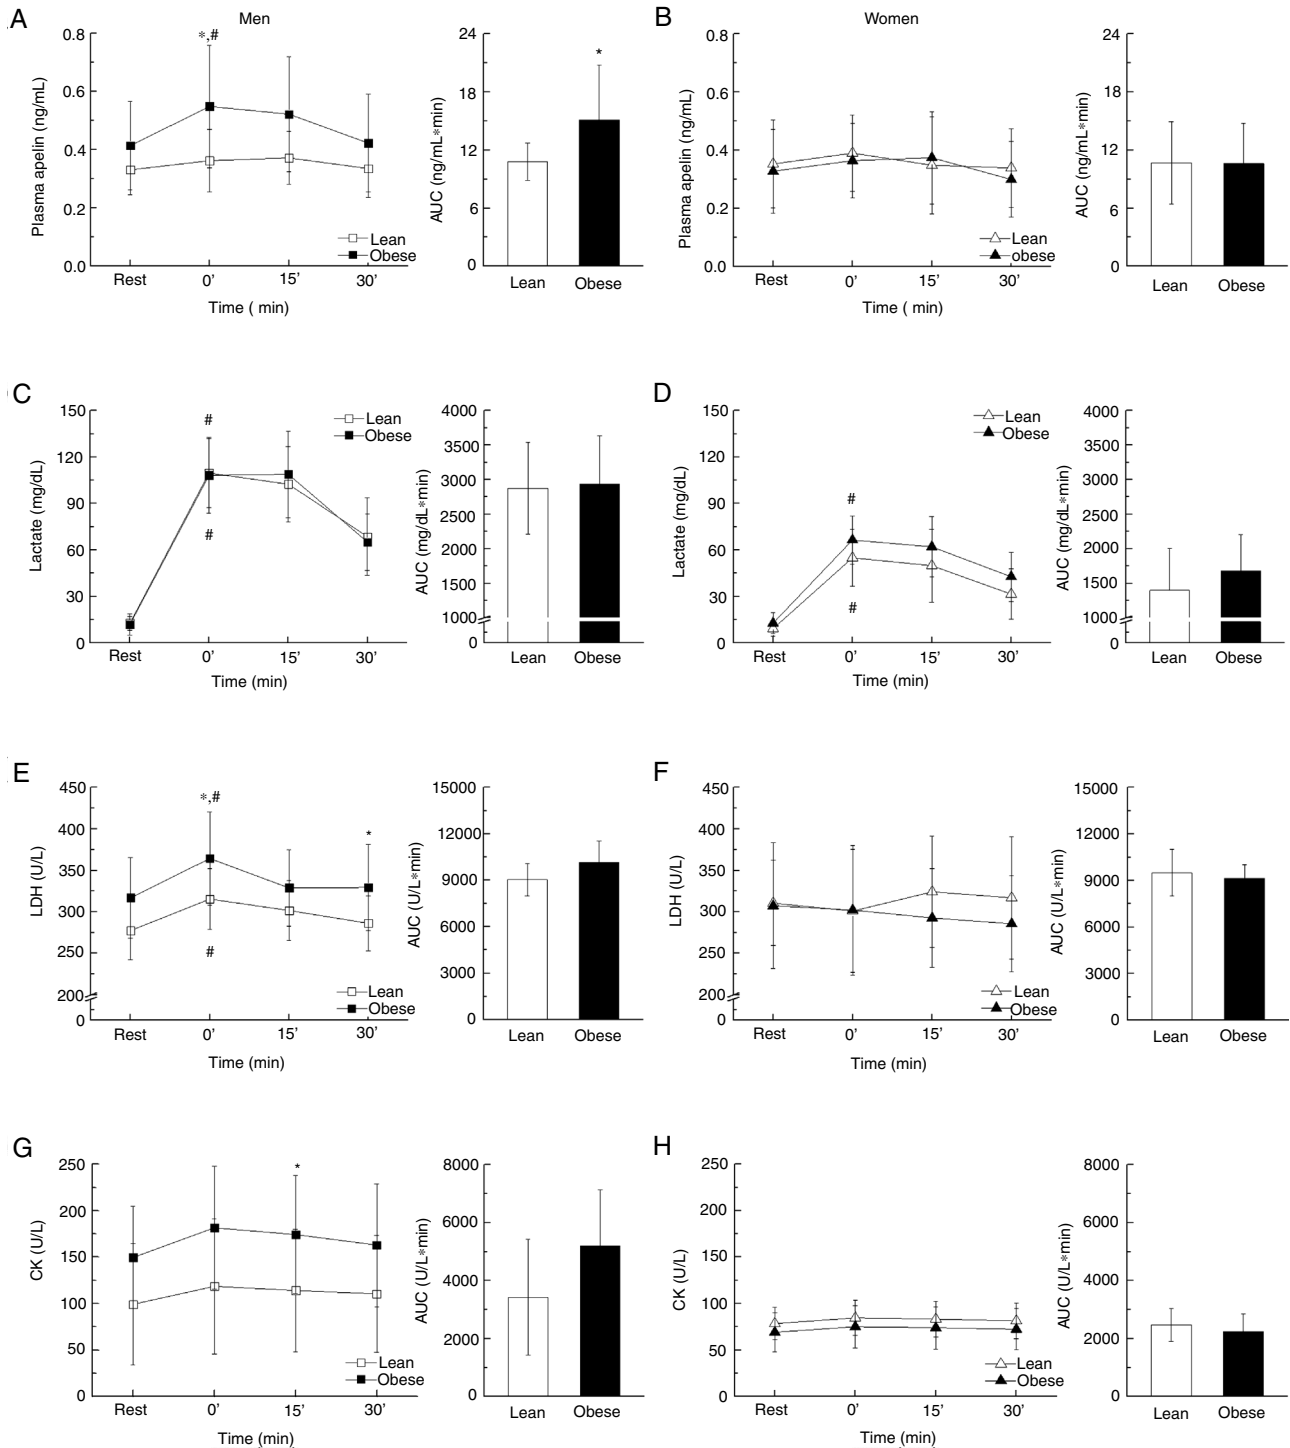 A
Men
*,#
Plasma apelin (ng/mL)
0.8
0.6
0.4
0.2
0.0
Lean
Obese
Rest
0'
15'
30'
Time ( min)
*
AUC (ng/mL*min)
24
18
12
6
0
Lean
Obese
B
Women
Plasma apelin (ng/mL)
0.8
0.6
0.4
0.2
0.0
Lean
obese
Rest
0'
15'
30'
Time ( min)
AUC (ng/mL*min)
24
18
12
6
0
Lean
Obese
C
Lactate (mg/dL)
150
120
90
60
30
0
#
#
Lean
Obese
Rest
0'
15'
30'
Time (min)
AUC (mg/dL*min)
4000
3500
3000
2500
2000
1500
1000
0
Lean
Obese
D
Lactate (mg/dL)
150
120
90
60
30
0
#
#
Lean
Obese
Rest
0'
15'
30'
Time (min)
AUC (mg/dL*min)
4000
3500
3000
2500
2000
1500
1000
0
Lean
Obese
E
LDH (U/L)
450
400
350
300
250
200
0
*,#
*
#
Lean
Obese
Rest
0'
15'
30'
Time (min)
AUC (U/L*min)
15000
12000
9000
6000
3000
0
Lean
Obese
F
LDH (U/L)
450
400
350
300
250
200
0
Lean
Obese
Rest
0'
15'
30'
Time (min)
AUC (U/L*min)
15000
12000
9000
6000
3000
0
Lean
Obese
G
CK (U/L)
250
200
150
100
50
0
*
Lean
Obese
Rest
0'
15'
30'
Time (min)
AUC (U/L*min)
8000
6000
4000
2000
0
Lean
Obese
H
CK (U/L)
250
200
150
100
50
0
Lean
Obese
Rest
0'
15'
30'
Time (min)
AUC (U/L*min)
8000
6000
4000
2000
0
Lean
Obese